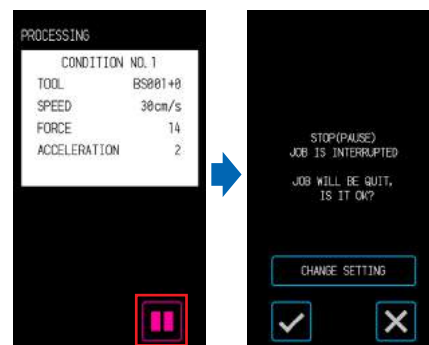 PROCESSING
CONDITION NO.1
TOOL BS001+0
SPEED 30cm/s
FORCE 14
ACCELERATION 2
STOP(PAUSE)
JOB IS INTERRUPTED
JOB WILL BE QUIT,
IS IT OK?
CHANGE SETTING